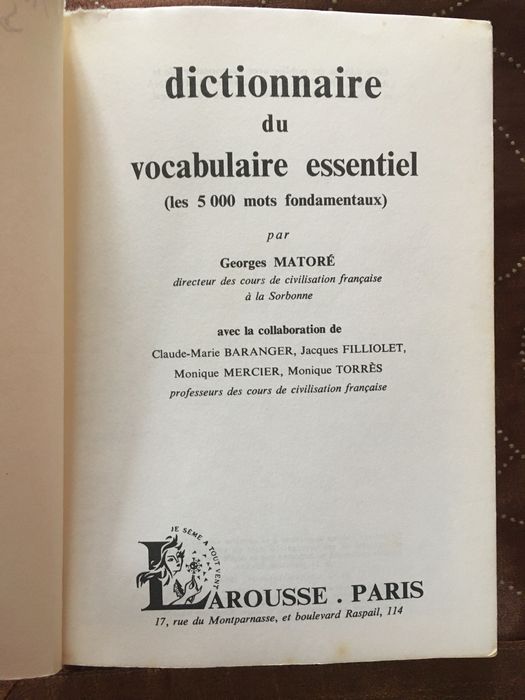 dictionnaire
du
vocabulaire essentiel
(les 5 000 mots fondamentaux)
par
Georges MATORÉ
directeur des cours de civilisation française
à la Sorbonne
avec la collaboration de
Claude-Marie BARANGER, Jacques FILLIOLET,
Monique MERCIER, Monique TORRÈS
professeurs des cours de civilisation française
JE SÈME A TOUT VENT
LAROUSSE . PARIS
17, rue du Montparnasse, et boulevard Raspail, 114